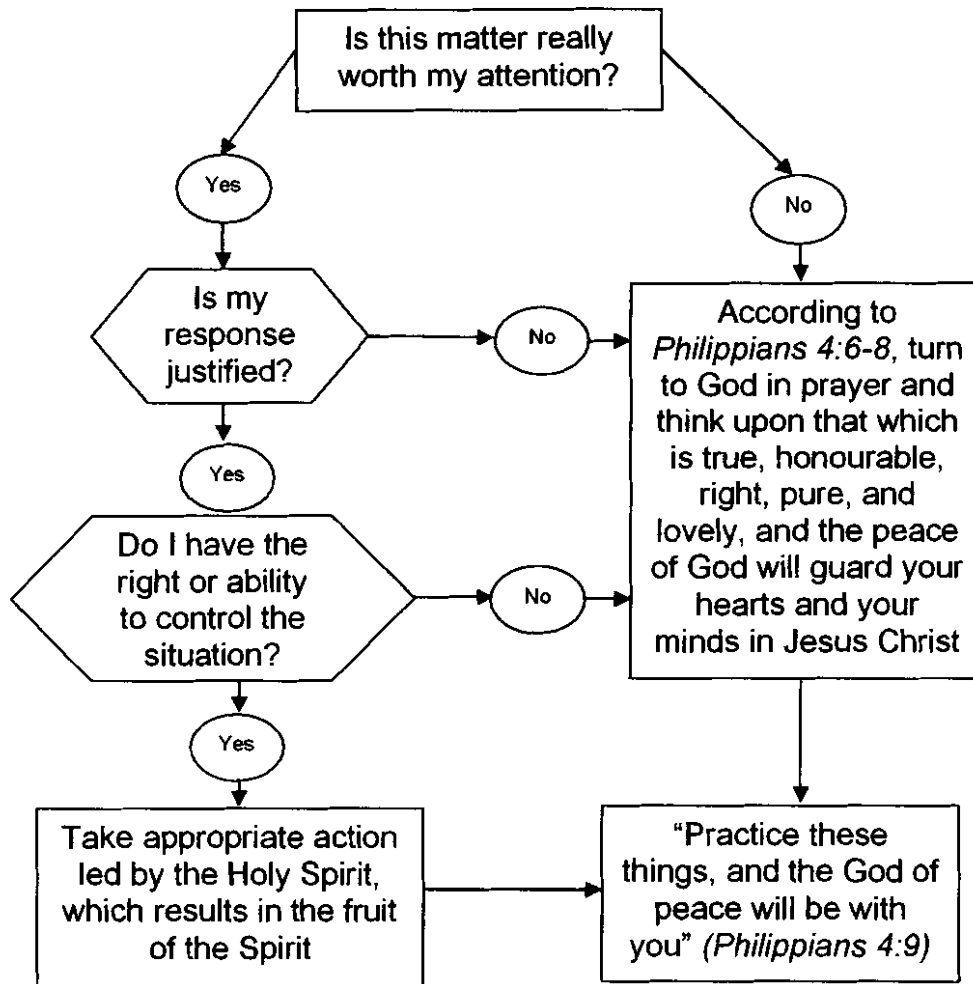 Is this matter really
worth my attention?
Yes
No
Is my
response
justified?
No
According to
Philippians 4:6-8, turn
to God in prayer and
think upon that which
is true, honourable,
right, pure, and
lovely, and the peace
of God will guard your
hearts and your
minds in Jesus Christ
Yes
Do I have the
right or ability
to control the
situation?
No
Yes
Take appropriate action
led by the Holy Spirit,
which results in the fruit
of the Spirit
“Practice these
things, and the God of
peace will be with
you” (Philippians 4:9)